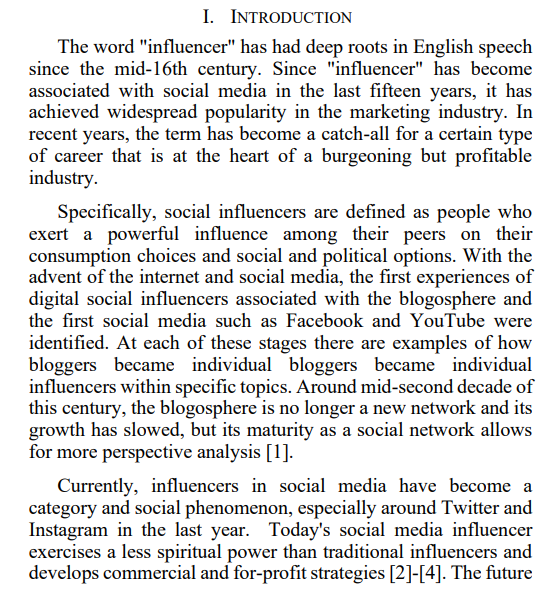 I. INTRODUCTION
The word "influencer" has had deep roots in English speech
since the mid-16th century. Since "influencer" has become
associated with social media in the last fifteen years, it has
achieved widespread popularity in the marketing industry. In
recent years, the term has become a catch-all for a certain type
of career that is at the heart of a burgeoning but profitable
industry.
Specifically, social influencers are defined as people who
exert a powerful influence among their peers on their
consumption choices and social and political options. With the
advent of the internet and social media, the first experiences of
digital social influencers associated with the blogosphere and
the first social media such as Facebook and YouTube were
identified. At each of these stages there are examples of how
bloggers became individual bloggers became individual
influencers within specific topics. Around mid-second decade of
this century, the blogosphere is no longer a new network and its
growth has slowed, but its maturity as a social network allows
for more perspective analysis [1].
Currently, influencers in social media have become a
category and social phenomenon, especially around Twitter and
Instagram in the last year. Today's social media influencer
exercises a less spiritual power than traditional influencers and
develops commercial and for-profit strategies [2]-[4]. The future